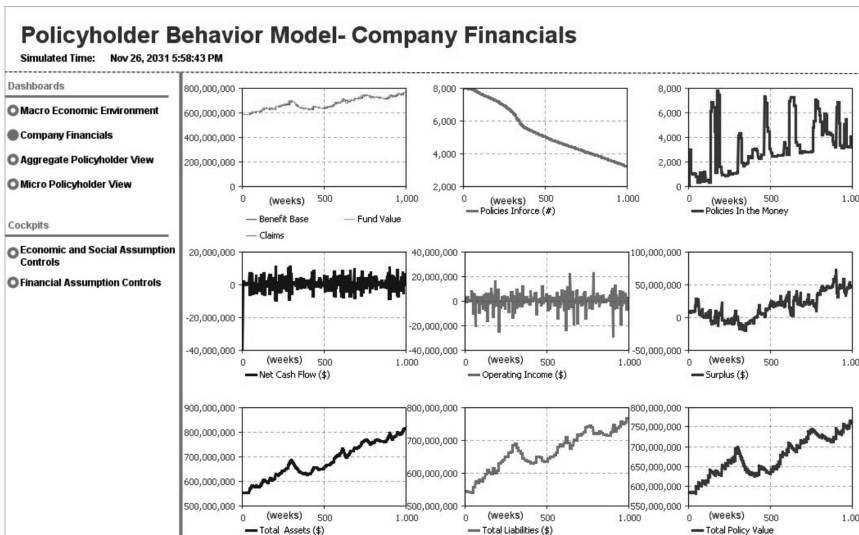 Policyholder Behavior Model- Company Financials
Simulated Time: Nov 26, 2031 5:58:43 PM
Dashboards
Macro Economic Environment
Company Financials
Aggregate Policyholder View
Micro Policyholder View
Cockpits
Economic and Social Assumption
Controls
Financial Assumption Controls
800,000,000
600,000,000
400,000,000
200,000,000
0
0 (weeks) 500 1,000
Benefit Base Fund Value
Claims
8,000
6,000
4,000
2,000
0 (weeks) 500 1.000
Policies Inforce (#)
8,000
6,000
4,000
2,000
0
0 (weeks) 500 1.000
Policies In the Money
20,000,000
0
-20,000,000
-40,000,000
0 (weeks) 500 1.000
Net Cash Flow ($)
40,000,000
20,000,000
0
-20,000,000
-40,000,000
0 (weeks) 500 1.000
Operating Income ($)
100,000,000
50,000,000
0
-50,000,000
0 (weeks) 500 1.000
Surplus ($)
900,000,000
800,000,000
700,000,000
600,000,000
500,000,000
0 (weeks) 500 1.000
Total Assets ($)
800,000,000
700,000,000
600,000,000
500,000,000
0 (weeks) 500 1.000
Total Liabilities ($)
800,000,000
750,000,000
700,000,000
650,000,000
600,000,000
550,000,000
0 (weeks) 500 1.000
Total Policy Value